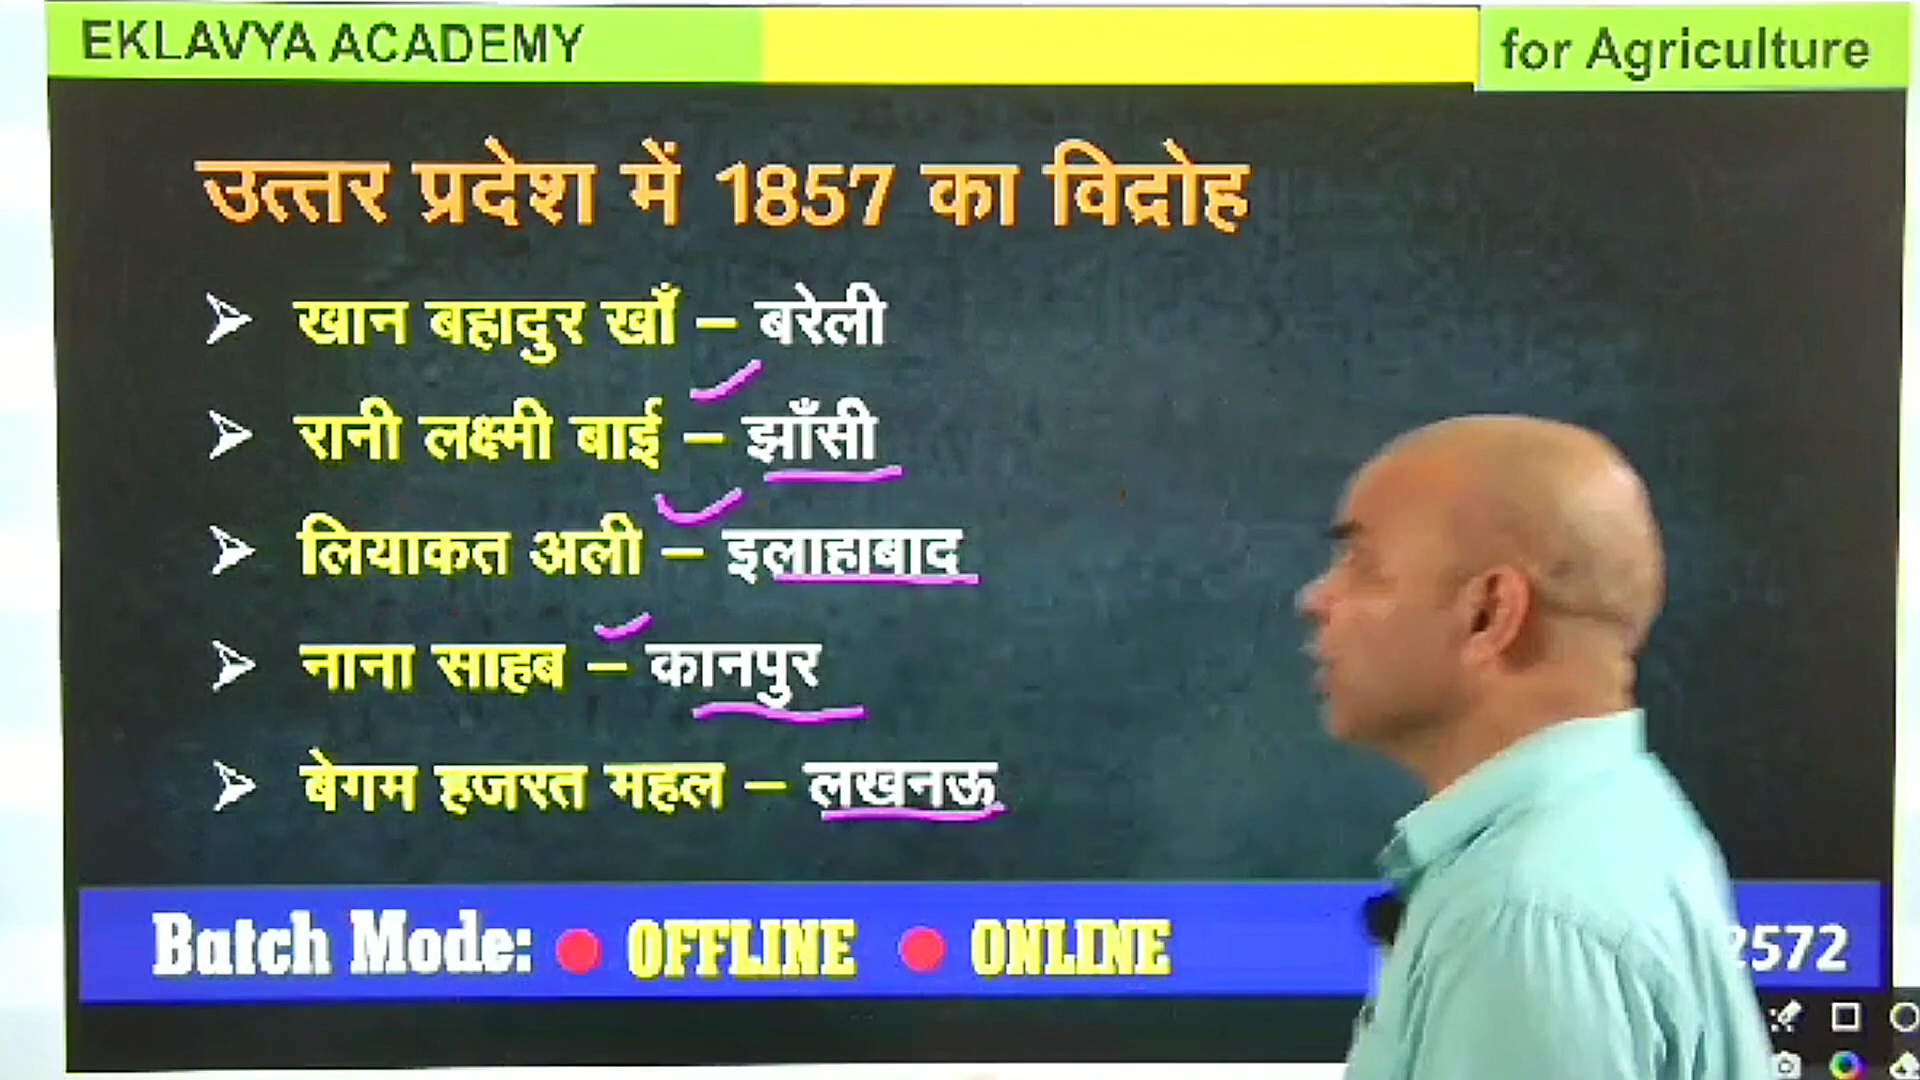 EKLAVYA ACADEMY
for Agriculture
उत्तर प्रदेश में 1857 का विद्रोह
➢ खान बहादुर खाँ – बरेली
➢ रानी लक्ष्मी बाई – झाँसी
➢ लियाकत अली – इलाहाबाद
➢ नाना साहब – कानपुर
➢ बेगम हजरत महल – लखनऊ
Batch Mode: OFFLINE ONLINE
2572